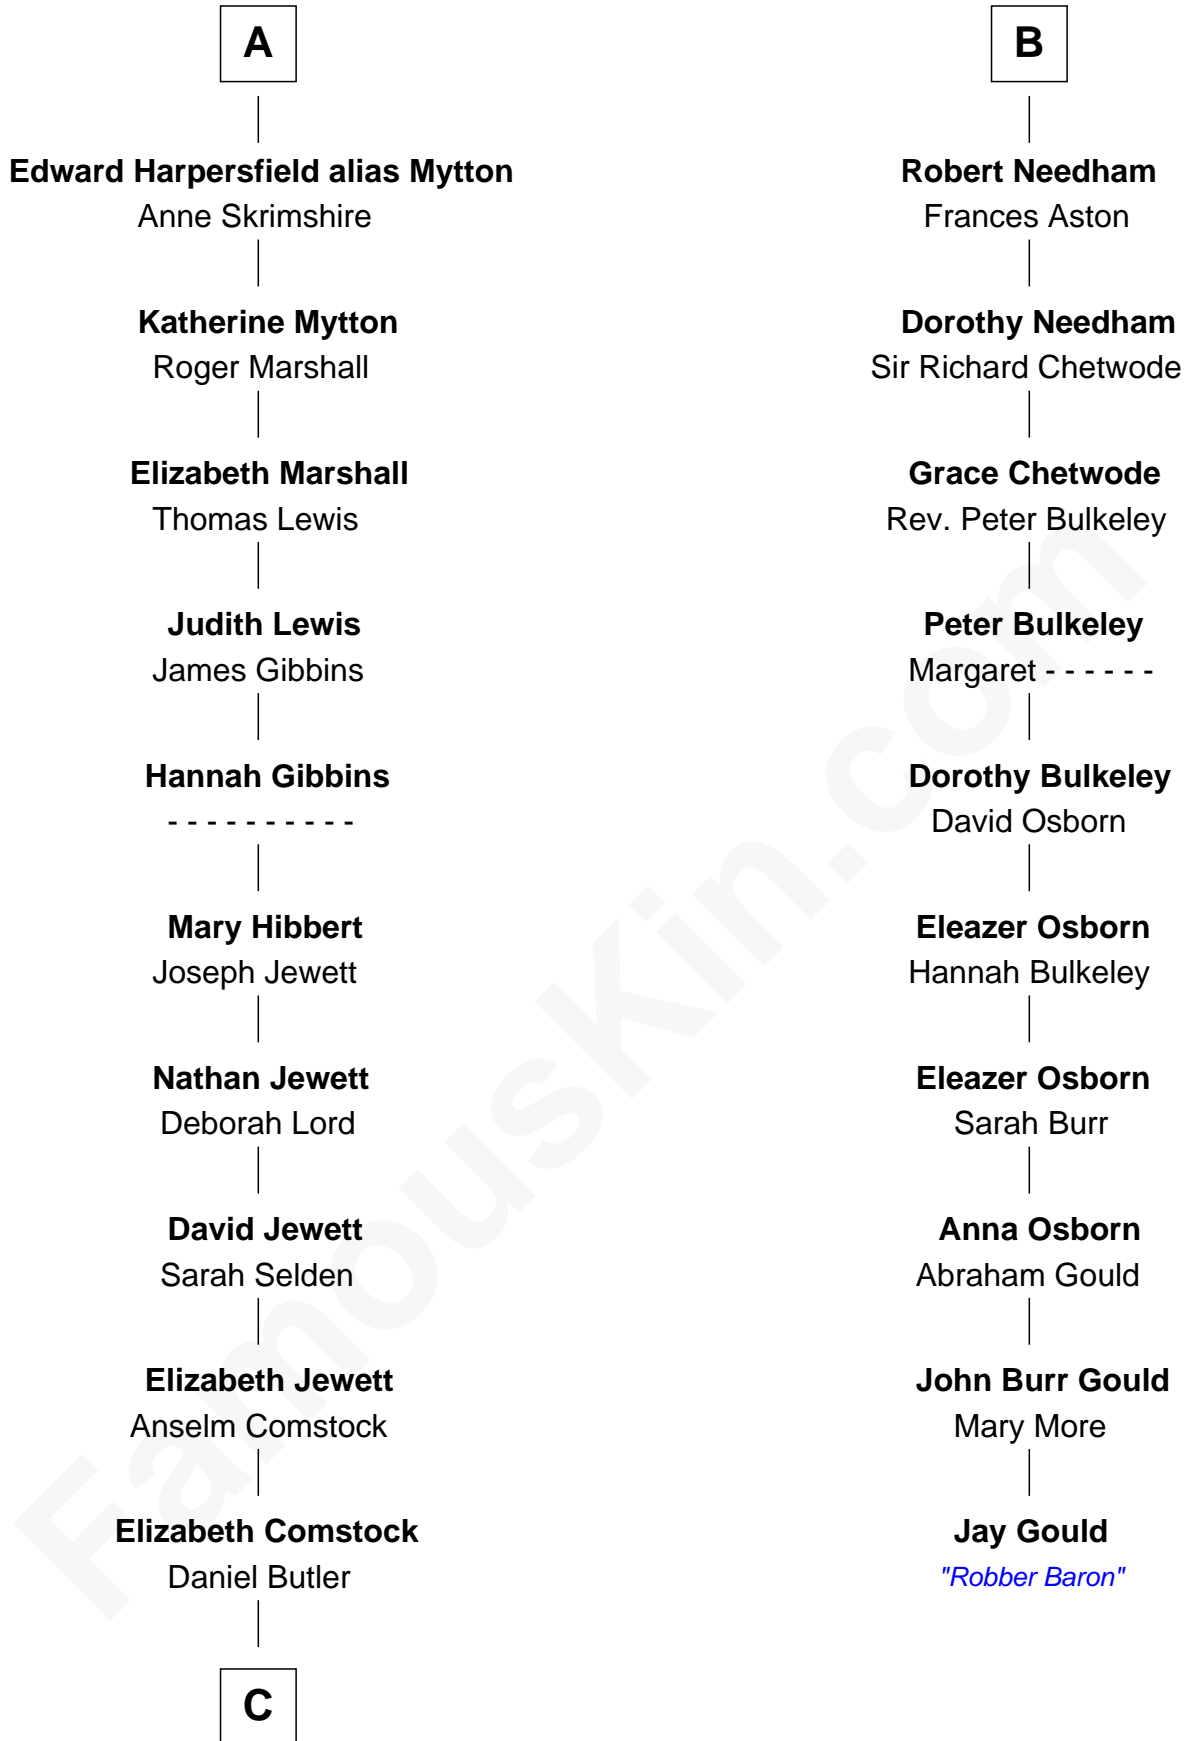 A
Edward Harpersfield alias Mytton
Anne Skrimshire
Katherine Mytton
Roger Marshall
Elizabeth Marshall
Thomas Lewis
Judith Lewis
James Gibbins
Hannah Gibbins
- - - - - - - - - -
Mary Hibbert
Joseph Jewett
Nathan Jewett
Deborah Lord
David Jewett
Sarah Selden
Elizabeth Jewett
Anselm Comstock
Elizabeth Comstock
Daniel Butler
C
B
Robert Needham
Frances Aston
Dorothy Needham
Sir Richard Chetwode
Grace Chetwode
Rev. Peter Bulkeley
Peter Bulkeley
Margaret - - - - - -
Dorothy Bulkeley
David Osborn
Eleazer Osborn
Hannah Bulkeley
Eleazer Osborn
Sarah Burr
Anna Osborn
Abraham Gould
John Burr Gould
Mary More
Jay Gould
"Robber Baron"
FamousKin.com